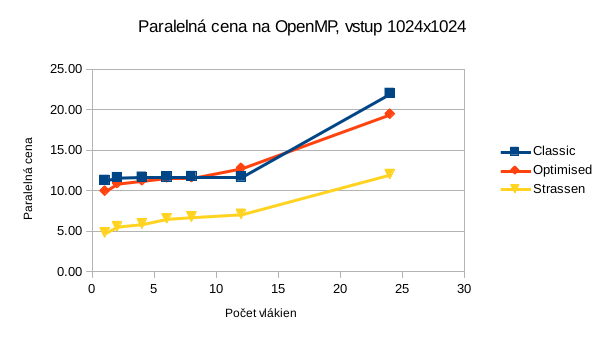 Paralelná cena na OpenMP, vstup 1024x1024
25.00
20.00
15.00
10.00
5.00
0.00
Paralelná cena
0 5 10 15 20 25 30
Počet vlákien
Classic
Optimised
Strassen